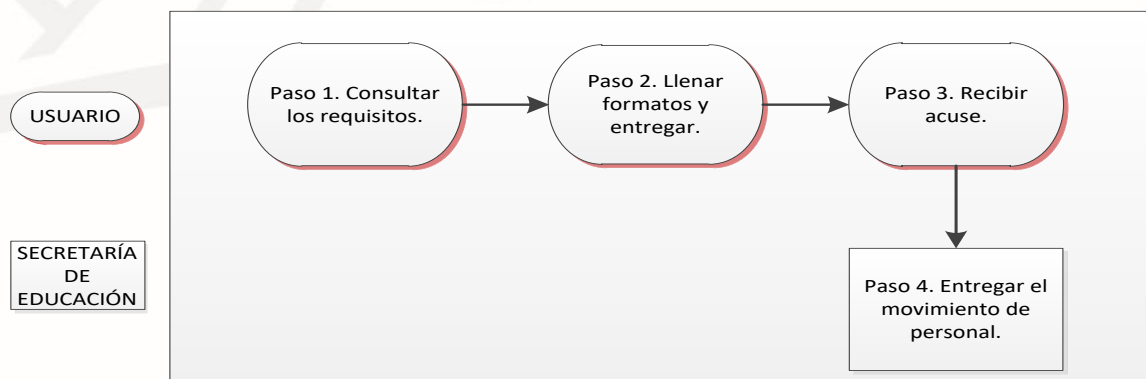 USUARIO
Paso 1. Consultar
los requisitos.
Paso 2. Llenar
formatos y
entregar.
Paso 3. Recibir
acuse.
SECRETARÍA
DE
EDUCACIÓN
Paso 4. Entregar el
movimiento de
personal.